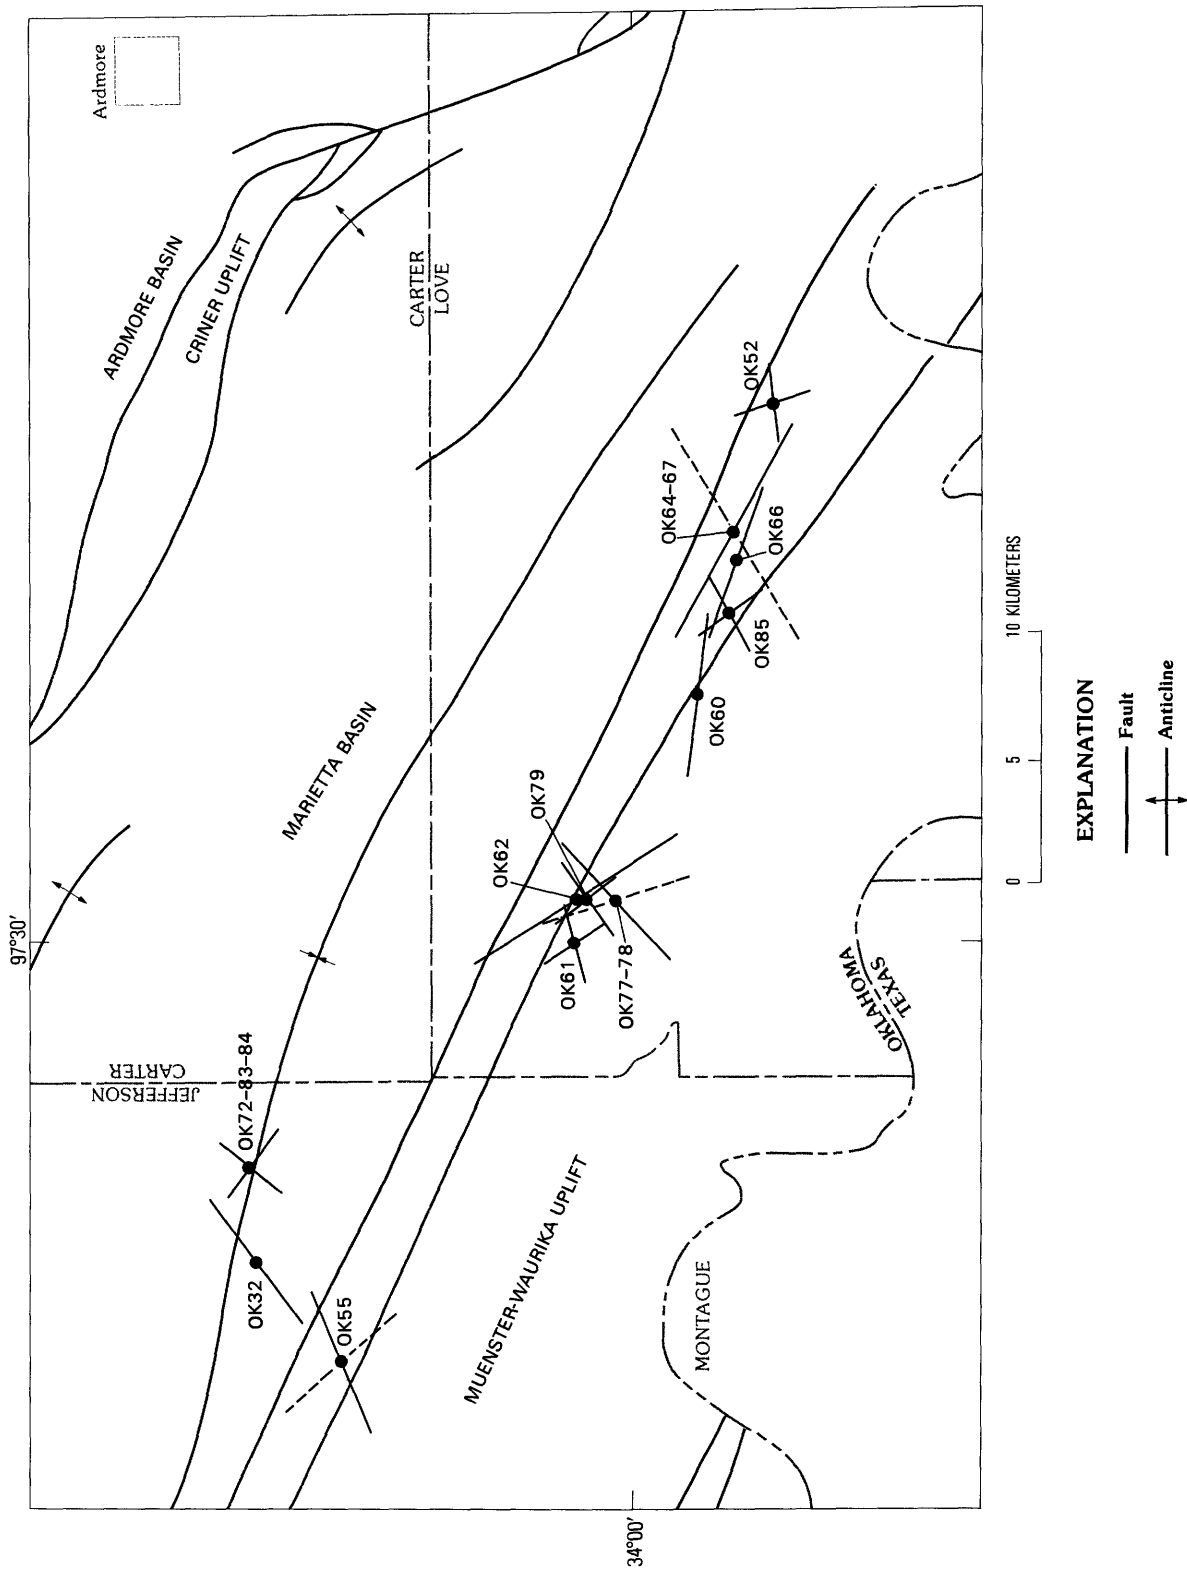 97°30′
Ardmore
ARDMORE BASIN
CRINER UPLIFT
JEFFERSON
CARTER
OK72–83–84
OK32
OK55
MARIETTA BASIN
CARTER
LOVE
OK62
OK79
OK61
OK77–78
OK64–67
OK52
OK66
OK85
OK60
MUENSTER-WAURIKA UPLIFT
MONTAGUE
OKLAHOMA
TEXAS
34°00′
0 5 10 KILOMETERS
EXPLANATION
Fault
Anticline